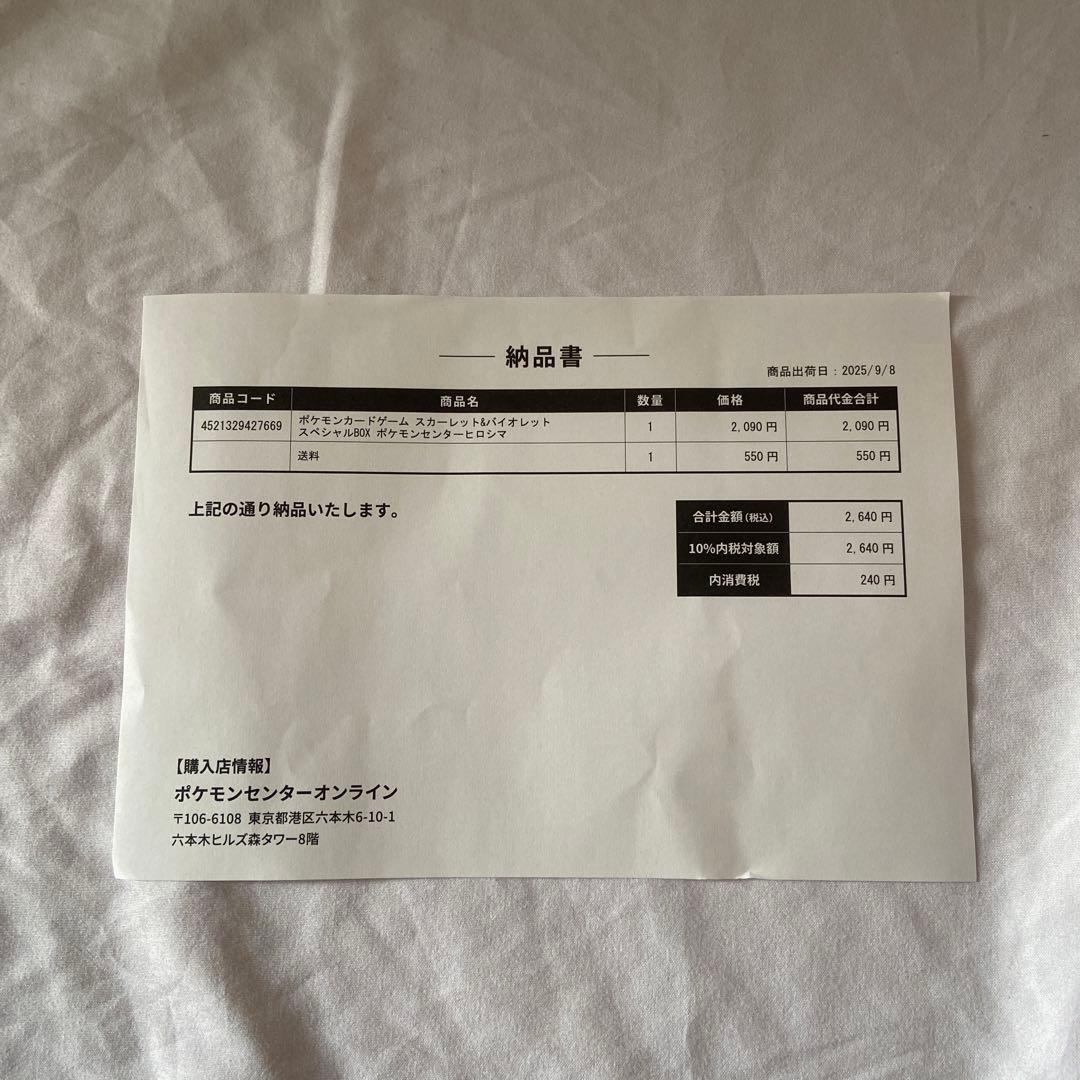 納品書
商品出荷日：2025/9/8
商品コード 商品名 数量 価格 商品代金合計
4521329427669 ポケモンカードゲーム スカーレット&バイオレット 1 2,090 円 2,090 円
スペシャルBOX ポケモンセンターヒロシマ
送料 1 550 円 550 円
上記の通り納品いたします。
合計金額(税込) 2,640 円
10%内税対象額 2,640 円
内消費税 240 円
【購入店情報】
ポケモンセンターオンライン
〒106-6108 東京都港区六本木6-10-1
六本木ヒルズ森タワー8階